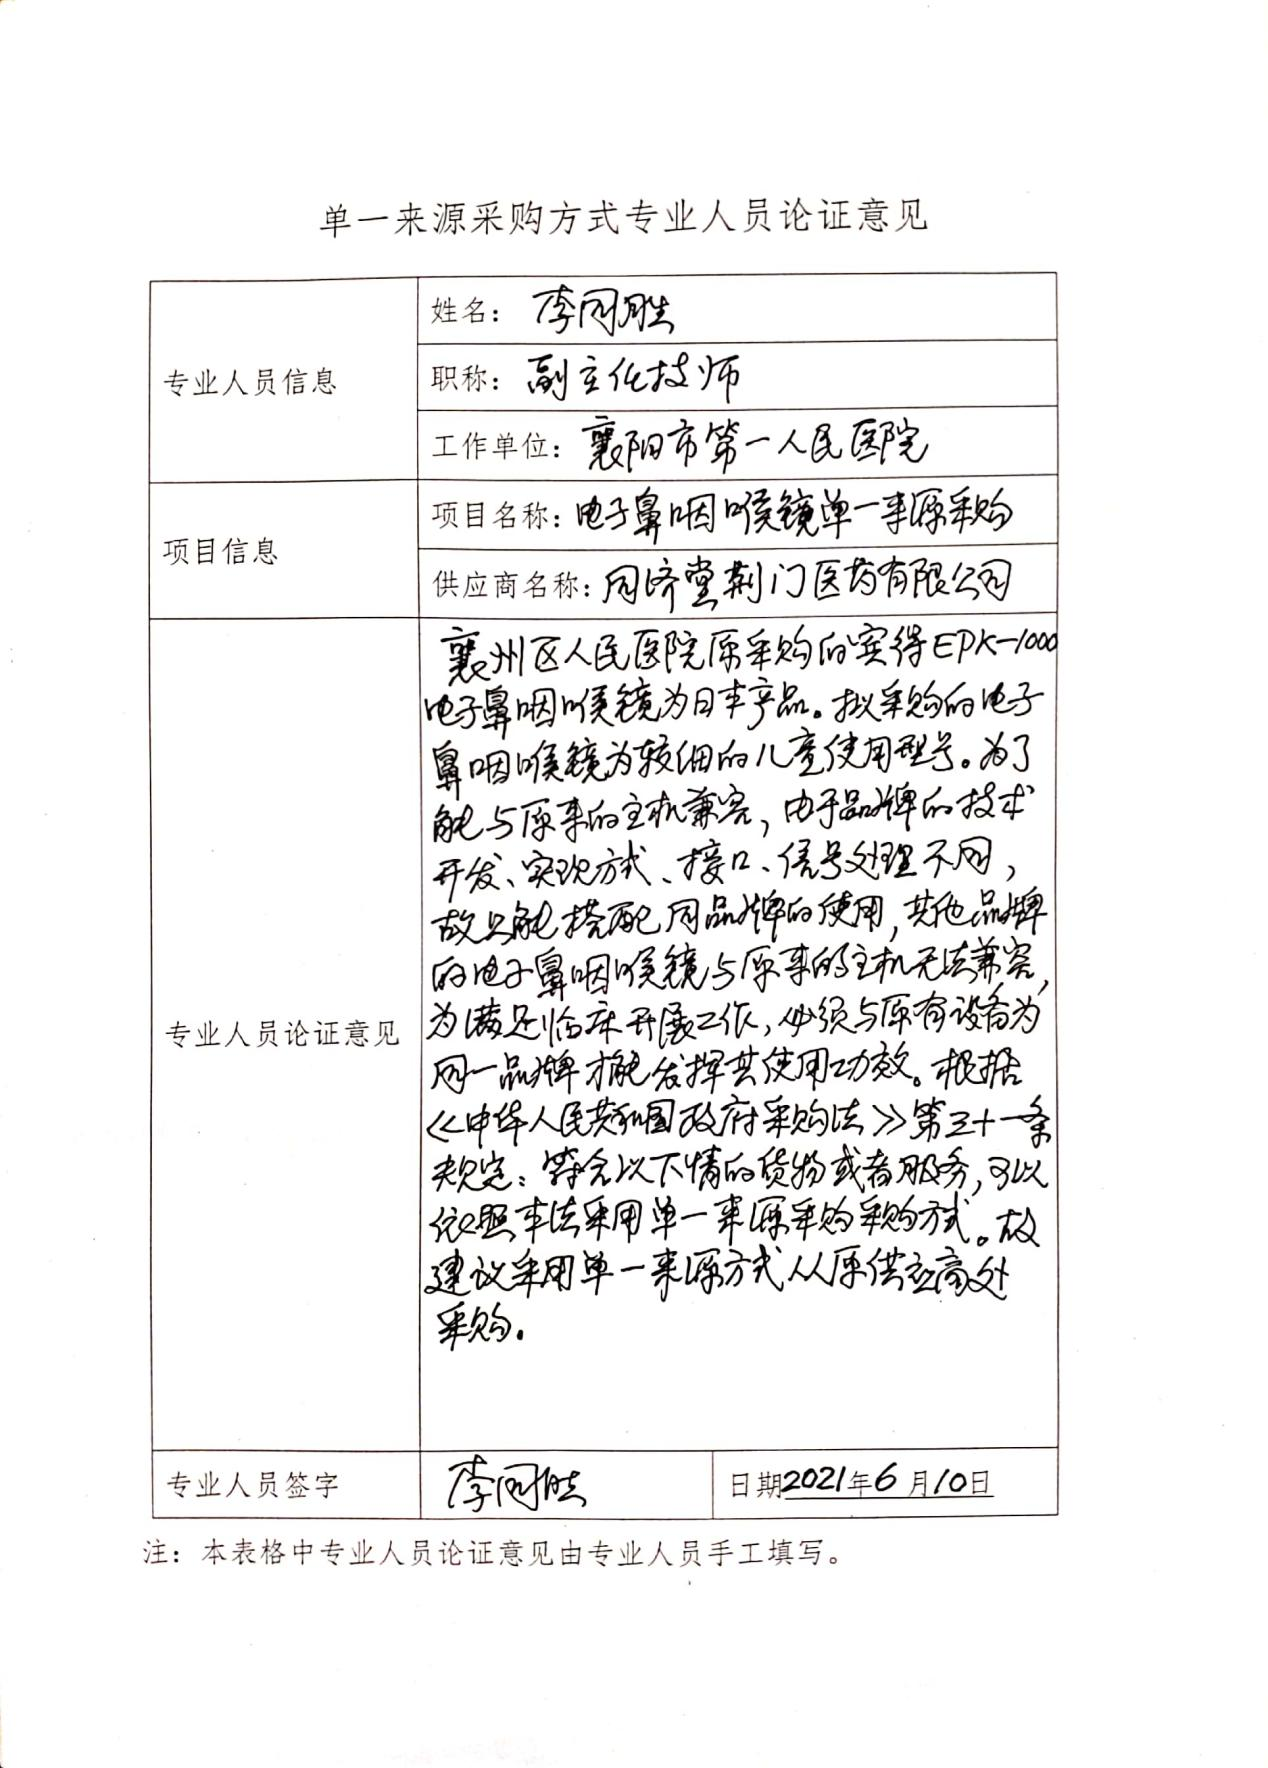 单一来源采购方式专业人员论证意见
专业人员信息
姓名：李同胜
职称：副主任技师
工作单位：襄阳市第一人民医院
项目信息
项目名称：电子鼻咽喉镜单一来源采购
供应商名称：同济堂荆门医药有限公司
专业人员论证意见
襄州区人民医院原采购的宾得EPK-1000
电子鼻咽喉镜为日本产品。拟采购的电子
鼻咽喉镜为较细的儿童使用型号。为了
能与原来的主机兼容，由于品牌的技术
开发、实现方式、接口、信号处理不同，
故只能搭配同品牌的使用，其他品牌
的电子鼻咽喉镜与原来的主机无法兼容，
为满足临床开展工作，必须与原有设备为
同一品牌才能发挥其使用功效。根据
《中华人民共和国政府采购法》第三十一条
规定：符合以下情的货物或者服务，可以
依照本法采用单一来源采购采购方式。故
建议采用单一来源方式从原供应商处
采购。
专业人员签字
李同胜
日期2021年6月10日
注：本表格中专业人员论证意见由专业人员手工填写。